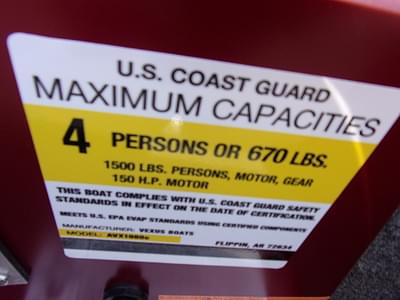 U.S. COAST GUARD
MAXIMUM CAPACITIES
4 PERSONS OR 670 LBS.
1500 LBS. PERSONS, MOTOR, GEAR
150 H.P. MOTOR
THIS BOAT COMPLIES WITH U.S. COAST GUARD SAFETY
STANDARDS IN EFFECT ON THE DATE OF CERTIFICATION
MEETS U.S. EPA EVAP STANDARDS USING CERTIFIED COMPONENTS
MANUFACTURER: VEXUS BOATS
MODEL: FLIPPIN, AR 72634